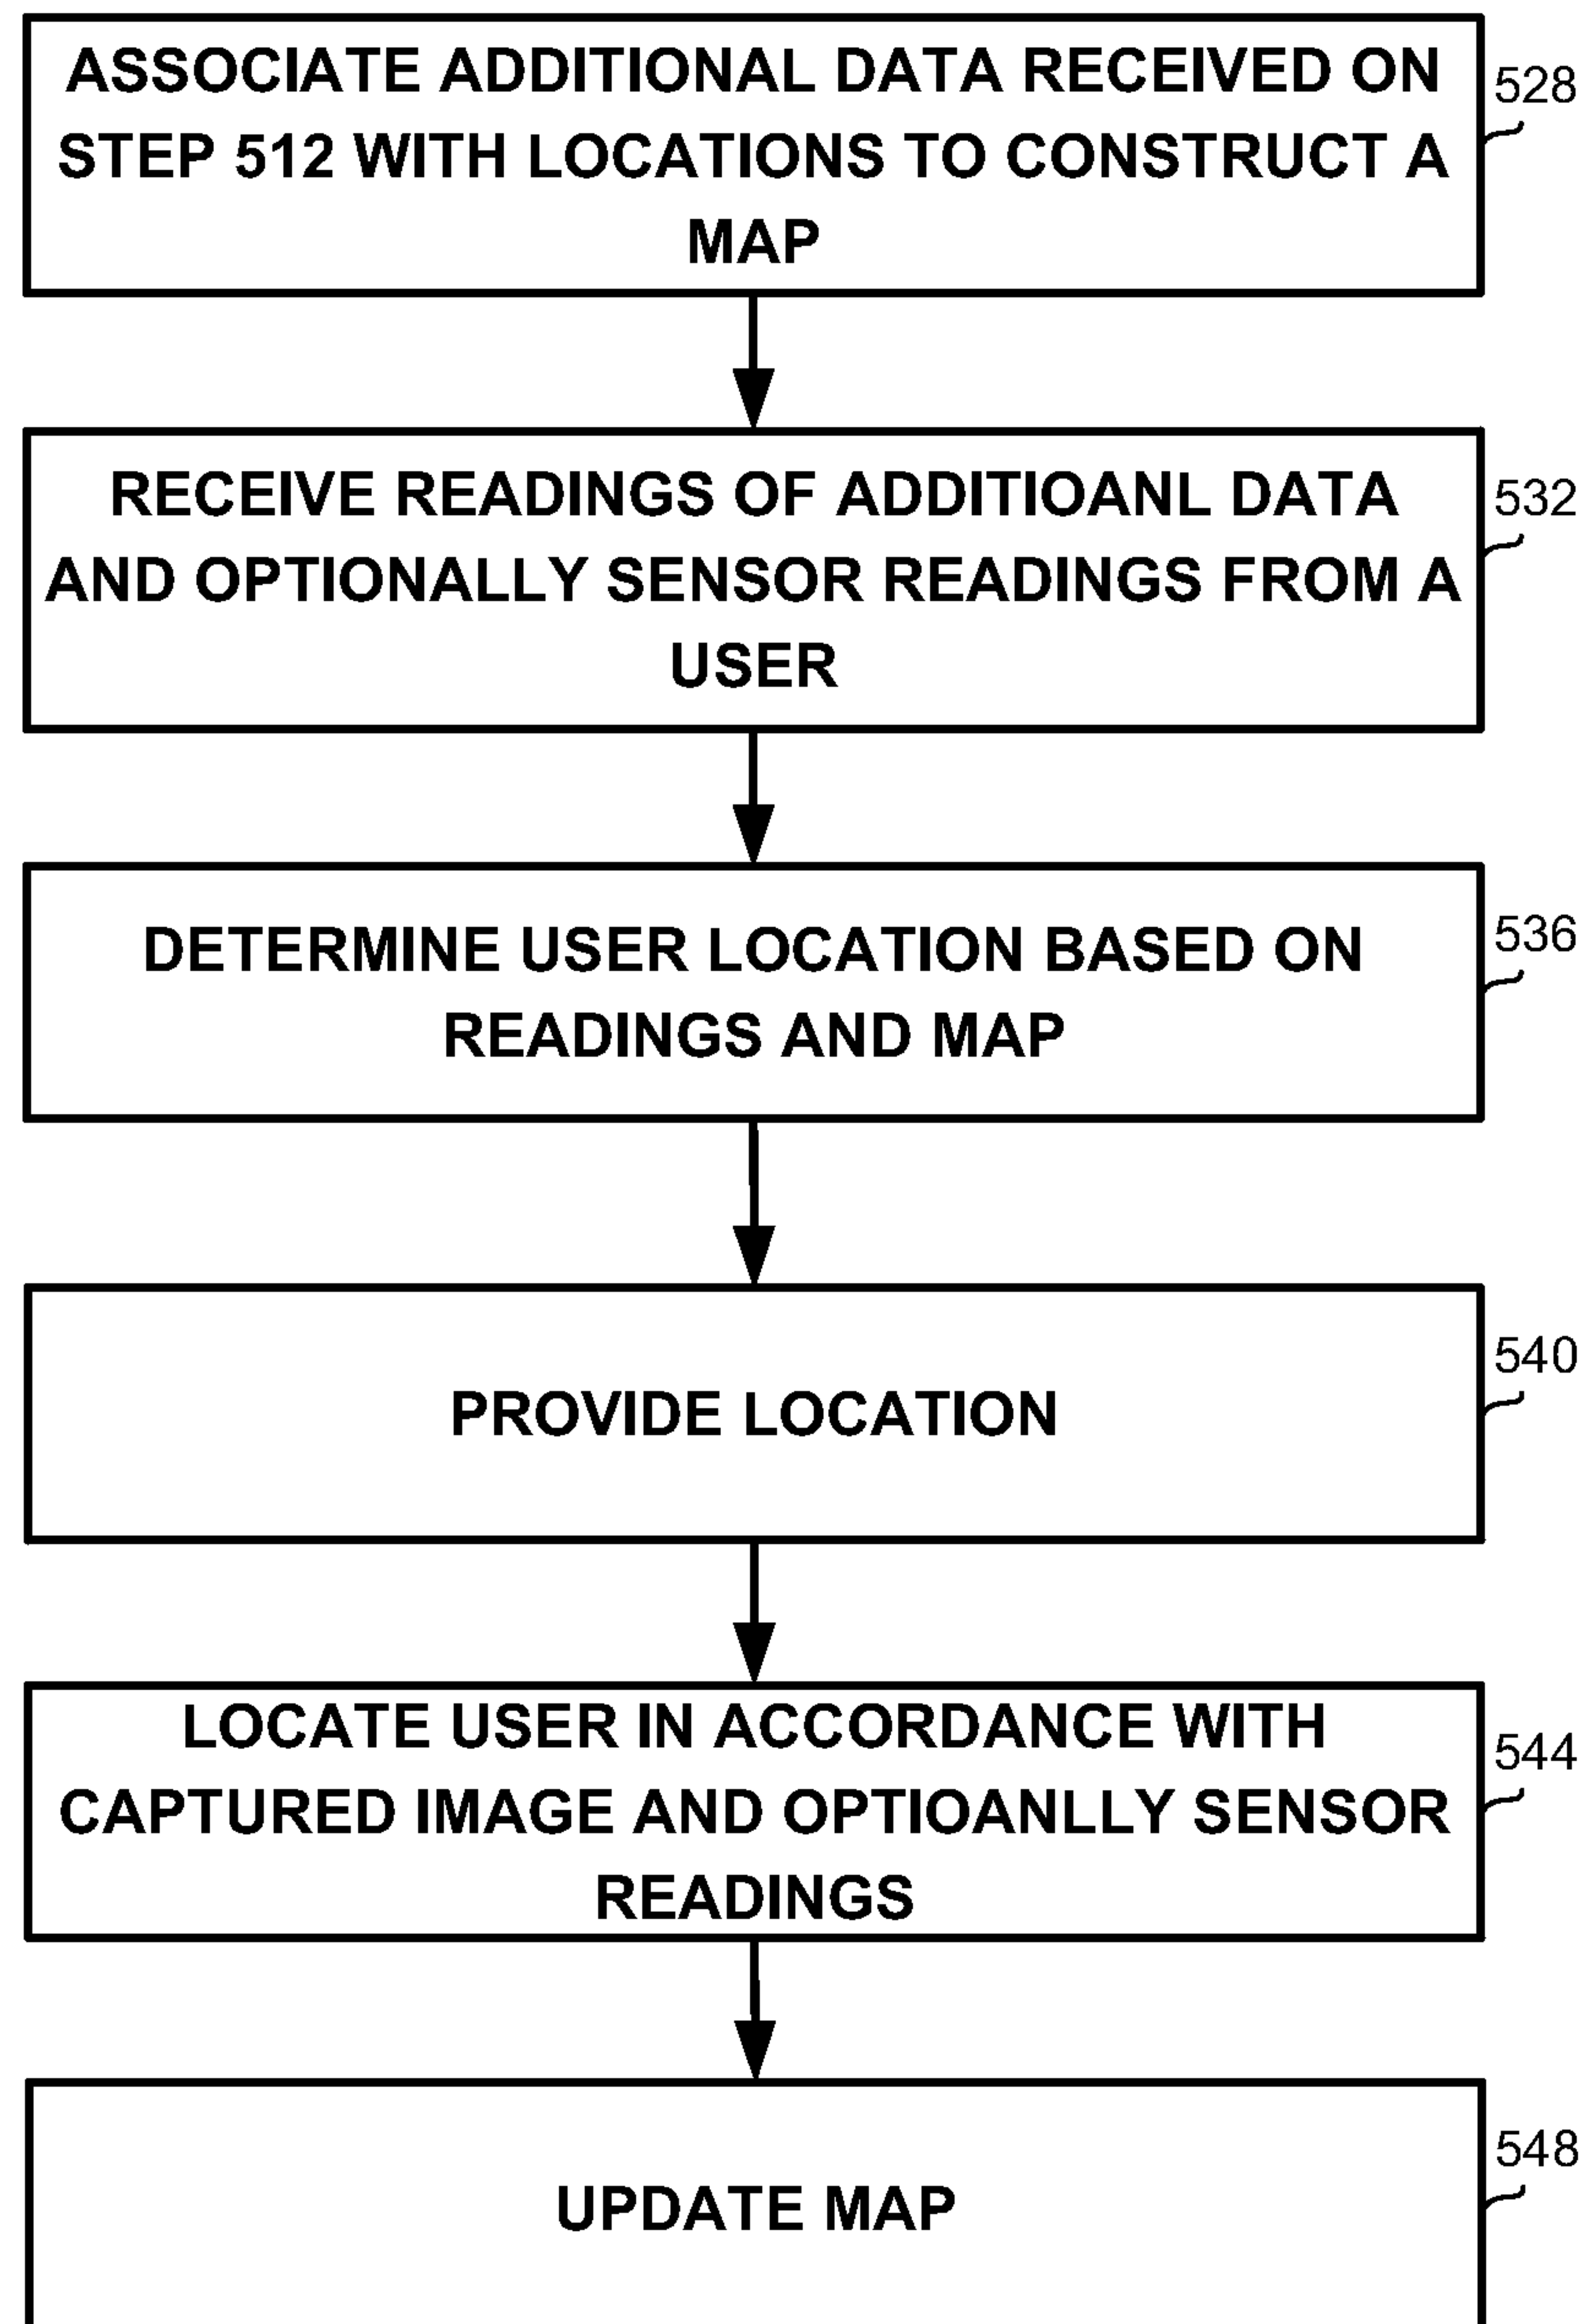 ASSOCIATE ADDITIONAL DATA RECEIVED ON
STEP 512 WITH LOCATIONS TO CONSTRUCT A
MAP
528
RECEIVE READINGS OF ADDITIOANL DATA
AND OPTIONALLY SENSOR READINGS FROM A
USER
532
DETERMINE USER LOCATION BASED ON
READINGS AND MAP
536
PROVIDE LOCATION
540
LOCATE USER IN ACCORDANCE WITH
CAPTURED IMAGE AND OPTIOANLLY SENSOR
READINGS
544
UPDATE MAP
548